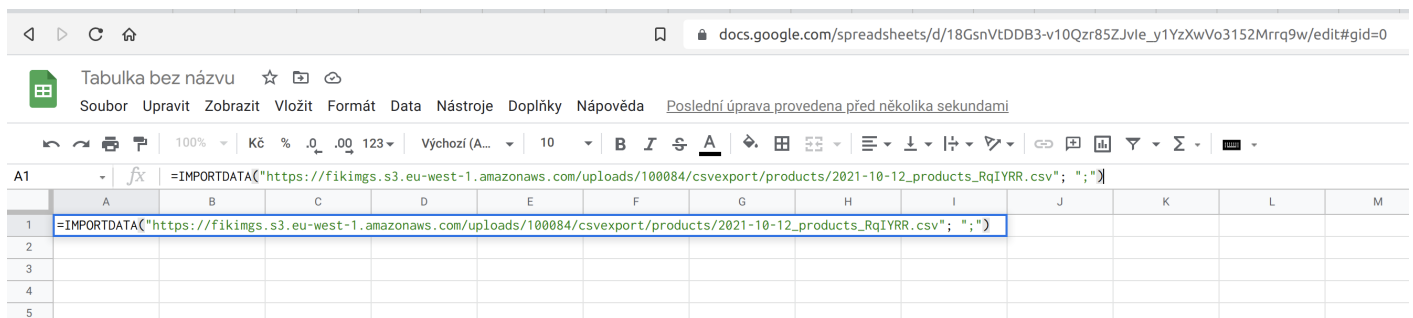 docs.google.com/spreadsheets/d/18GsnVtDDB3-v10Qzr85ZJvIe_y1YzXwVo3152Mrrq9w/edit#gid=0
Tabulka bez názvu
Soubor Upravit Zobrazit Vložit Formát Data Nástroje Doplňky Nápověda Poslední úprava provedena před několika sekundami
100% Kč % .0 .00 123 Výchozí (A... 10 B I S A
A1 fx =IMPORTDATA("https://fikimgs.s3.eu-west-1.amazonaws.com/uploads/100084/csvexport/products/2021-10-12_products_RqIYRR.csv"; ";")
A B C D E F G H I J K L M
1 =IMPORTDATA("https://fikimgs.s3.eu-west-1.amazonaws.com/uploads/100084/csvexport/products/2021-10-12_products_RqIYRR.csv"; ";")
2
3
4
5